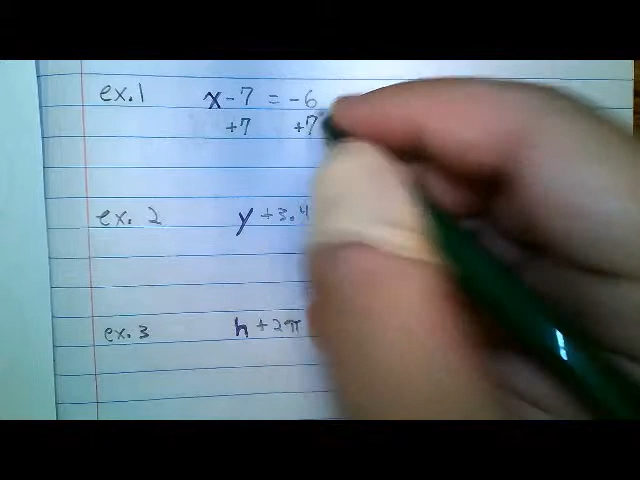 ex.1 x - 7 = -6
+7 +7
ex. 2 y + 3.4
ex. 3 h + 2π